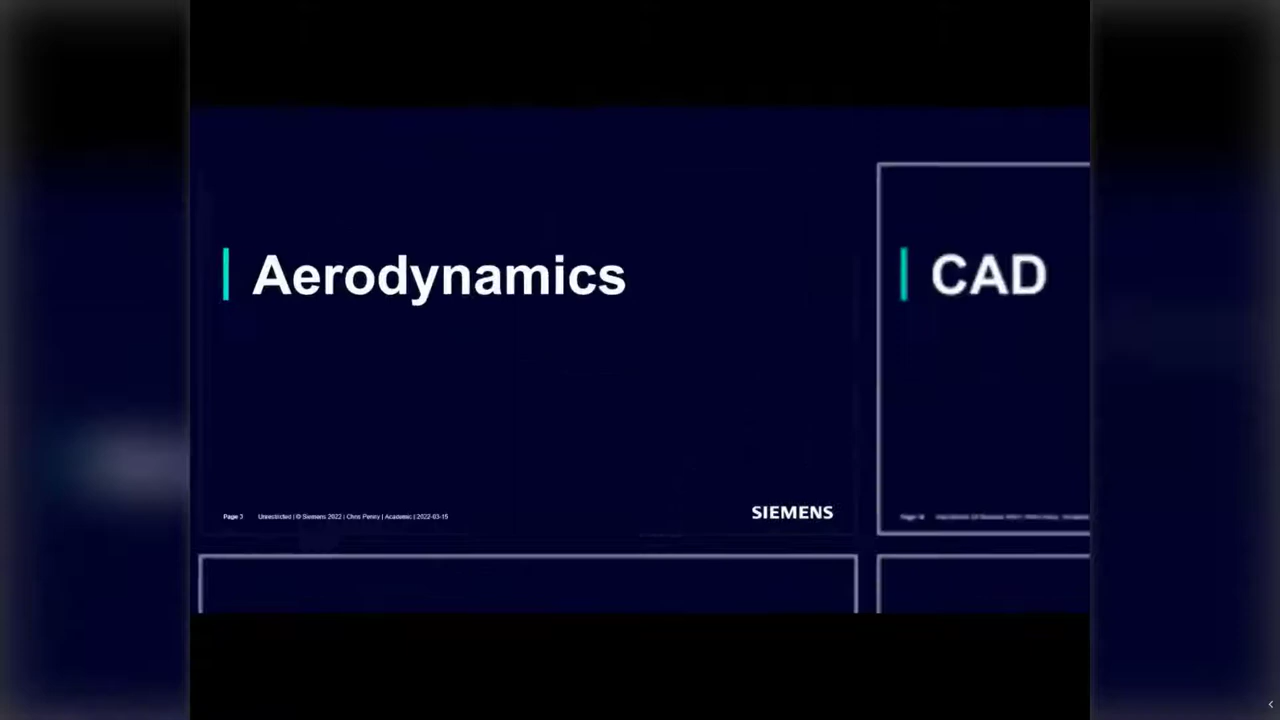 Aerodynamics
CAD
Page 3 Unrestricted | © Siemens 2022 | Chris Penny | Academic | 2022-03-15
SIEMENS